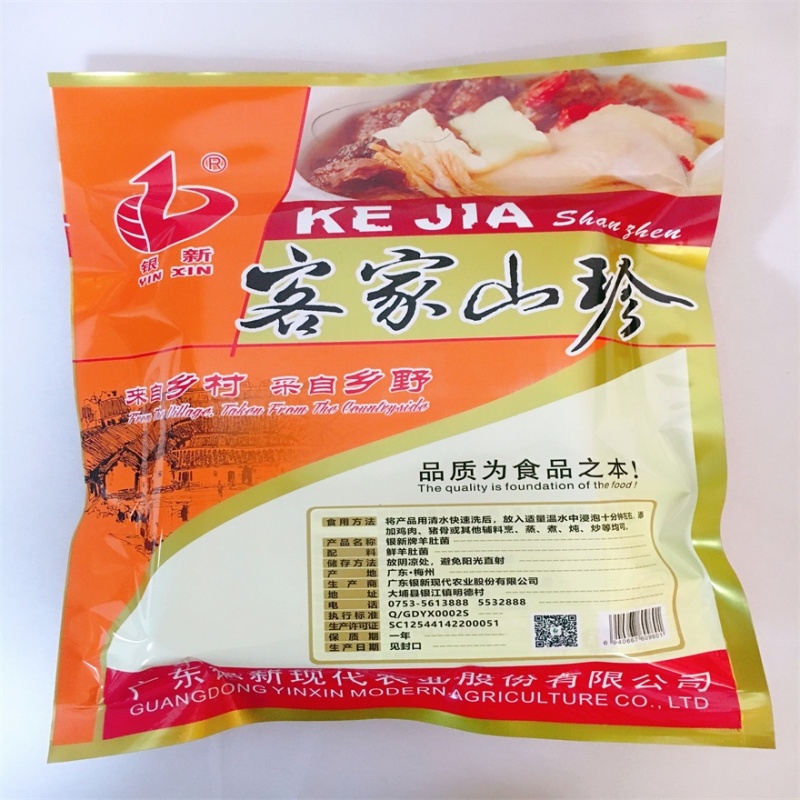 ®
银 新
YIN XIN
KE JIA Shan zhen
客家山珍
来自乡村 采自乡野
From The Village, Taken From The Countryside
品质为食品之本!
The quality is foundation of the food !
食用方法 将产品用清水快速洗后，放入适量温水中浸泡十分钟左右，添
加鸡肉、猪骨或其他辅料烹、蒸、煮、炖、炒等均可。
产品名称 银新牌羊肚菌
配料 鲜羊肚菌
储存方法 放阴凉处，避免阳光直射
产地 广东·梅州
生产商 广东银新现代农业股份有限公司
地址 大埔县银江镇明德村
电话 0753-5613888 5532888
执行标准 Q/GDYX0002S
生产许可证 SC12544142200051
保质期 一年
生产日期 见封口
广东银新现代农业股份有限公司
GUANGDONG YINXIN MODERN AGRICULTURE CO., LTD